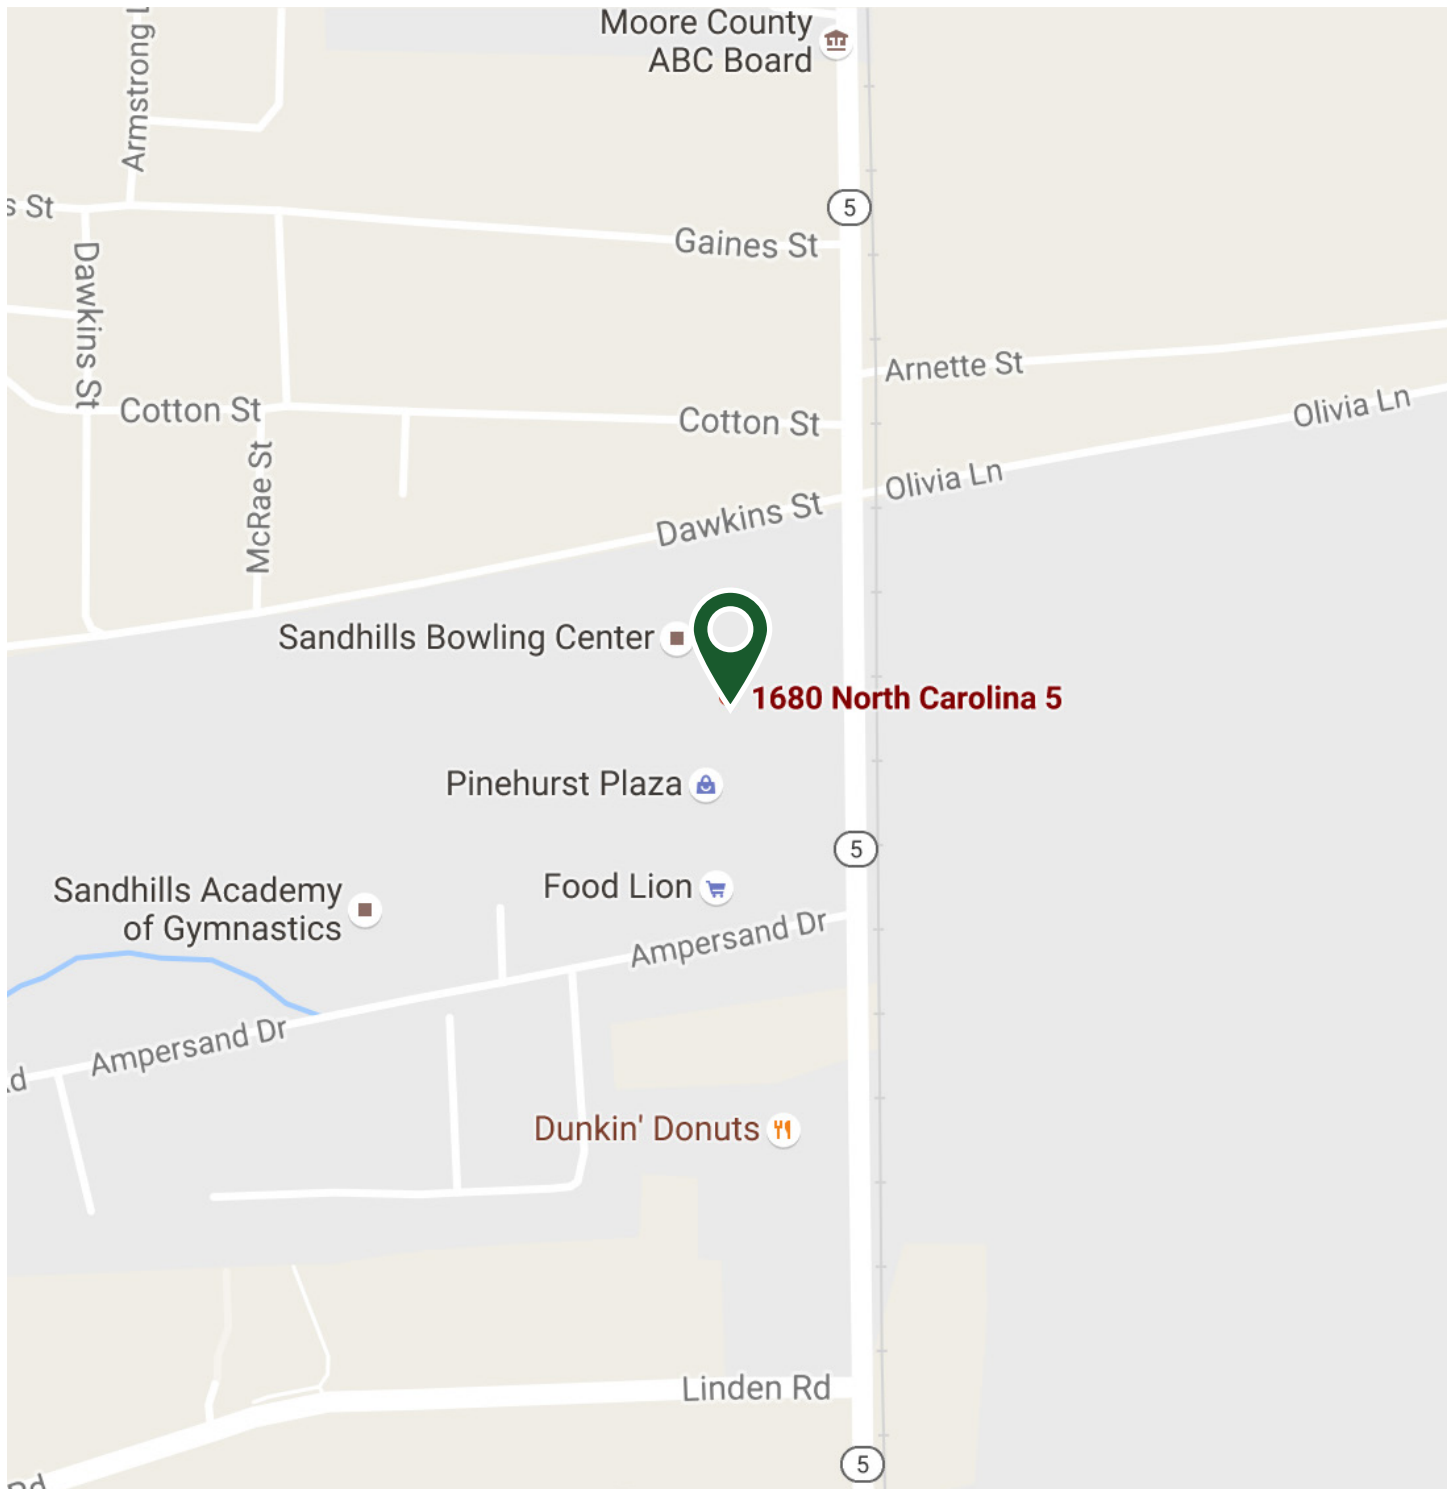 Moore County
ABC Board
Armstrong L
s St
5
Gaines St
Dawkins St
Arnette St
Olivia Ln
Cotton St
Cotton St
McRae St
Olivia Ln
Dawkins St
Sandhills Bowling Center
1680 North Carolina 5
Pinehurst Plaza
5
Sandhills Academy
of Gymnastics
Food Lion
Ampersand Dr
Ampersand Dr
Dunkin' Donuts
Linden Rd
5